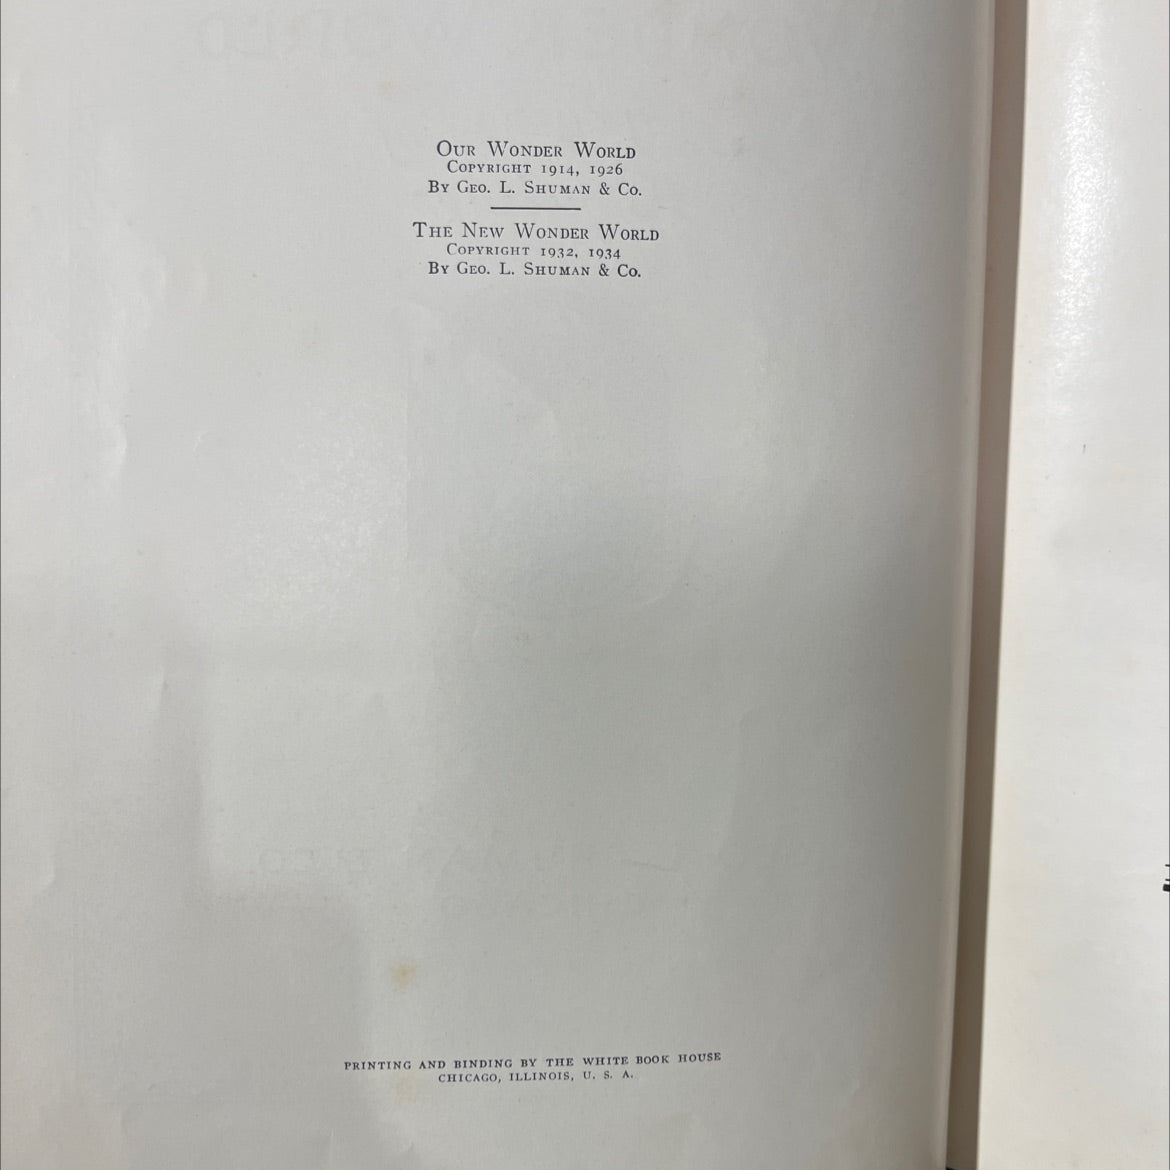 Our Wonder World
Copyright 1914, 1926
By Geo. L. Shuman & Co.
The New Wonder World
Copyright 1932, 1934
By Geo. L. Shuman & Co.
PRINTING AND BINDING BY THE WHITE BOOK HOUSE
CHICAGO, ILLINOIS, U. S. A.